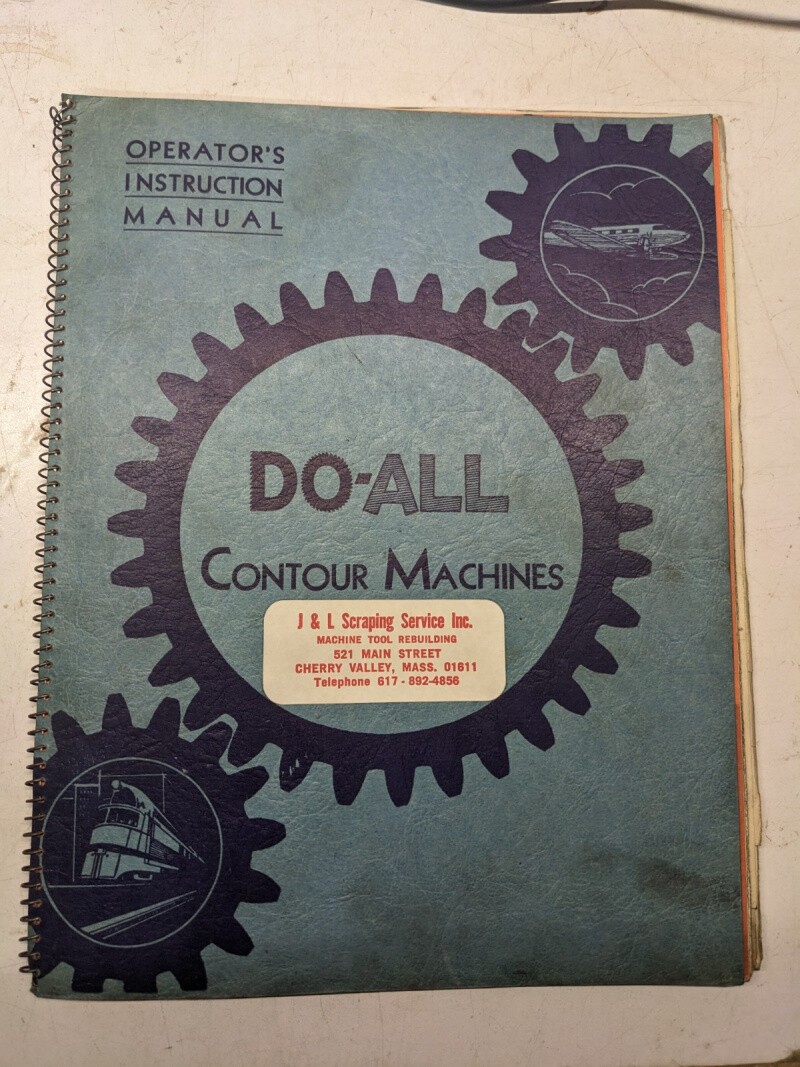 OPERATOR'S
INSTRUCTION
MANUAL
DO-ALL
CONTOUR MACHINES
J & L Scraping Service Inc.
MACHINE TOOL REBUILDING
521 MAIN STREET
CHERRY VALLEY, MASS. 01611
Telephone 617 - 892-4856